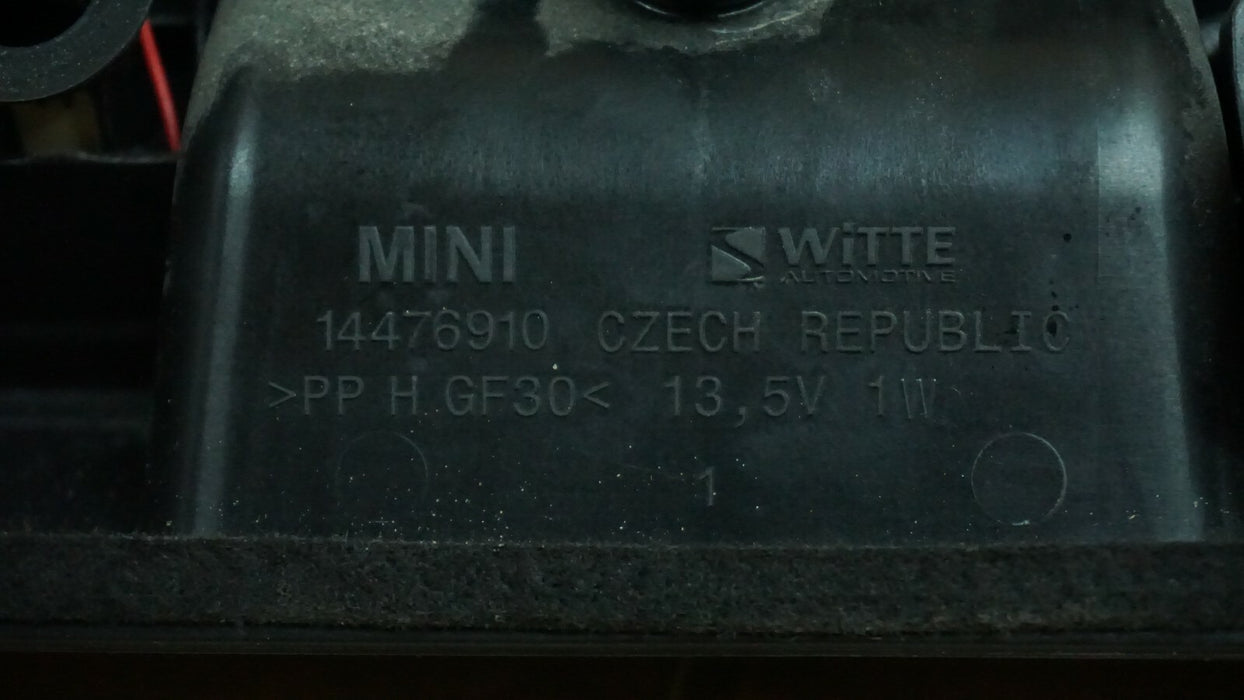 MINI WiTTE
AUTOMOTIVE
14476910 CZECH REPUBLIC
>PP H GF30< 13,5V 1W
1